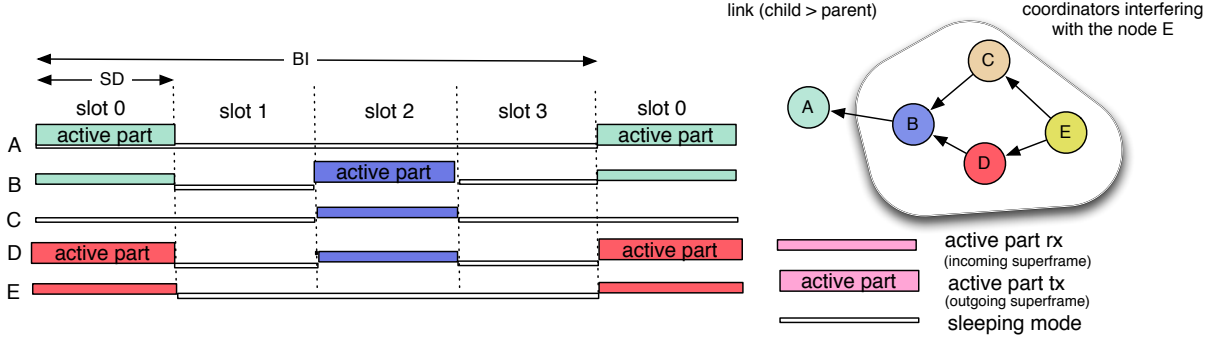 link (child > parent)
coordinators interfering
with the node E
BI
SD
slot 0
slot 1
slot 2
slot 3
slot 0
A
active part
active part
B
active part
C
D
active part
active part
E
A
B
C
D
E
active part rx
(incoming superframe)
active part
active part tx
(outgoing superframe)
sleeping mode